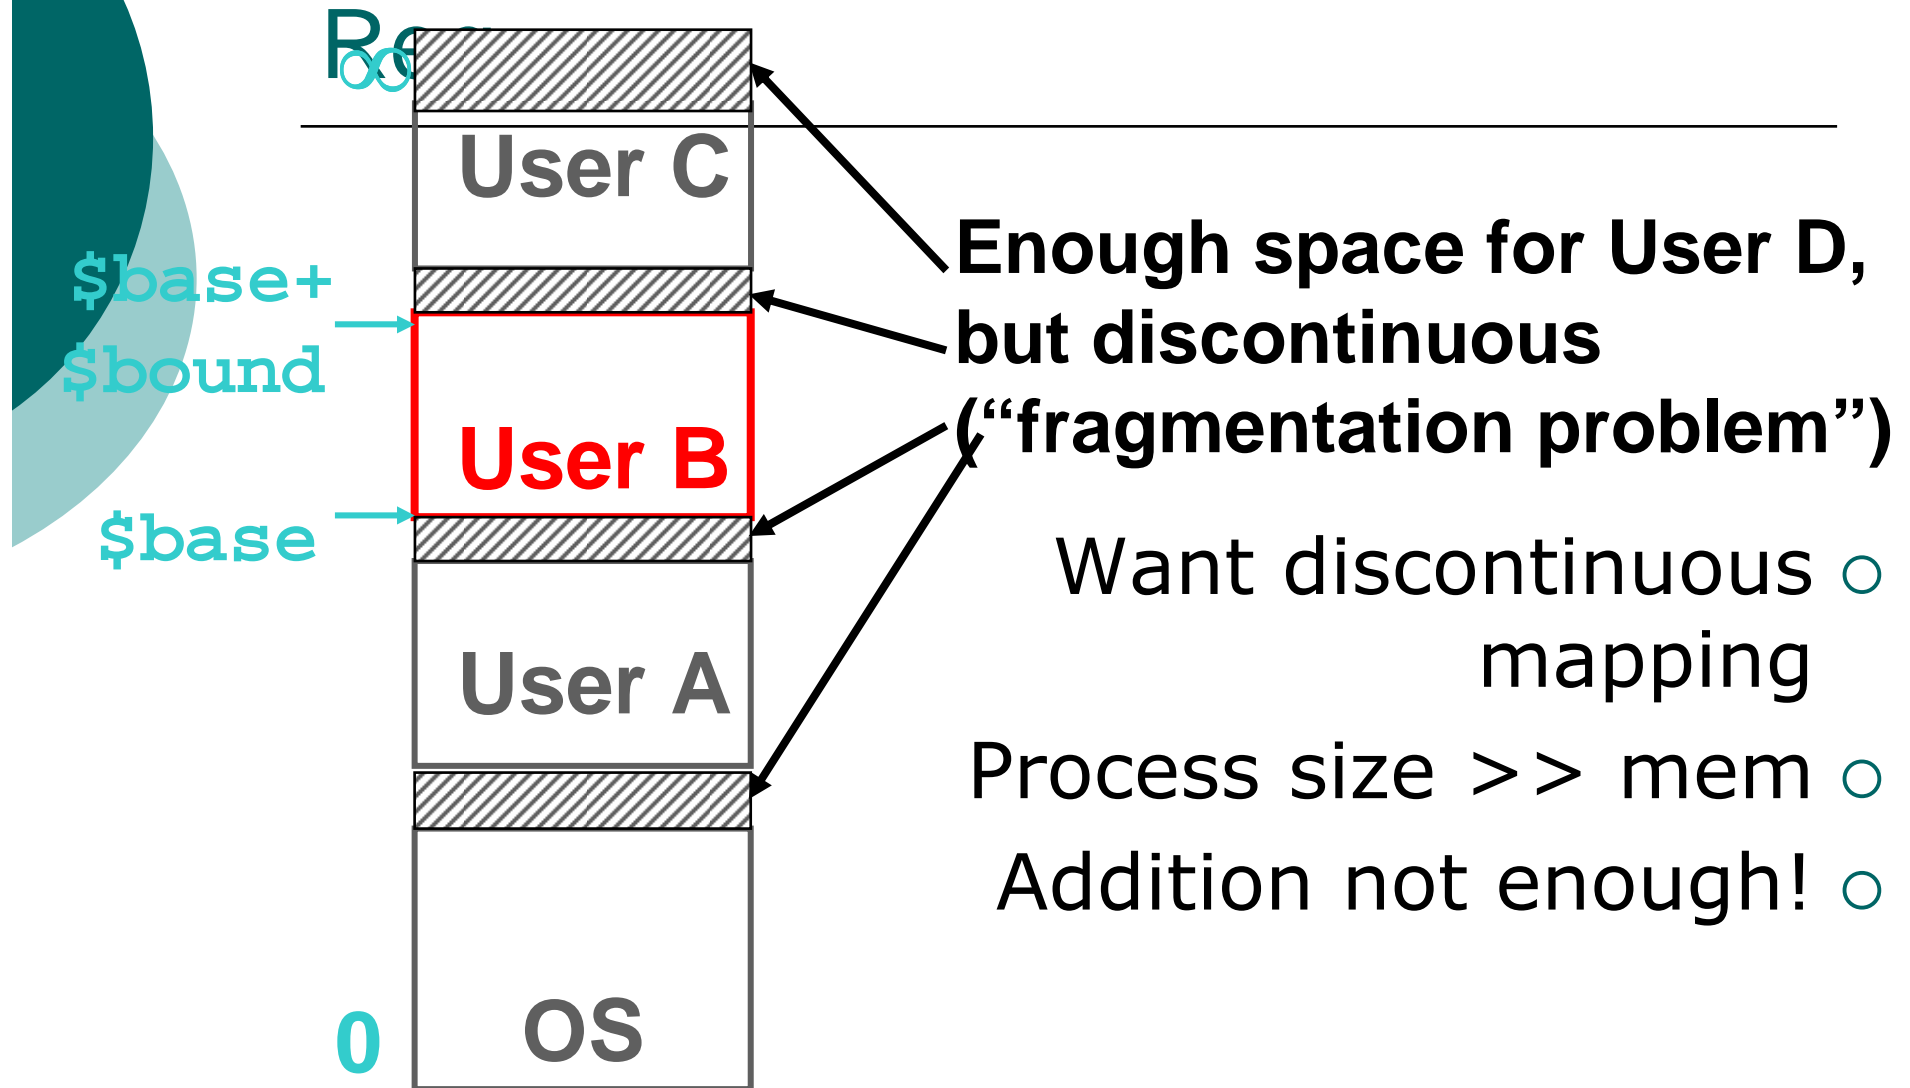 ∞
User C
$base+
$bound
User B
$base
User A
OS
0
Enough space for User D,
but discontinuous
(“fragmentation problem”)
Want discontinuous
mapping
Process size >> mem
Addition not enough!